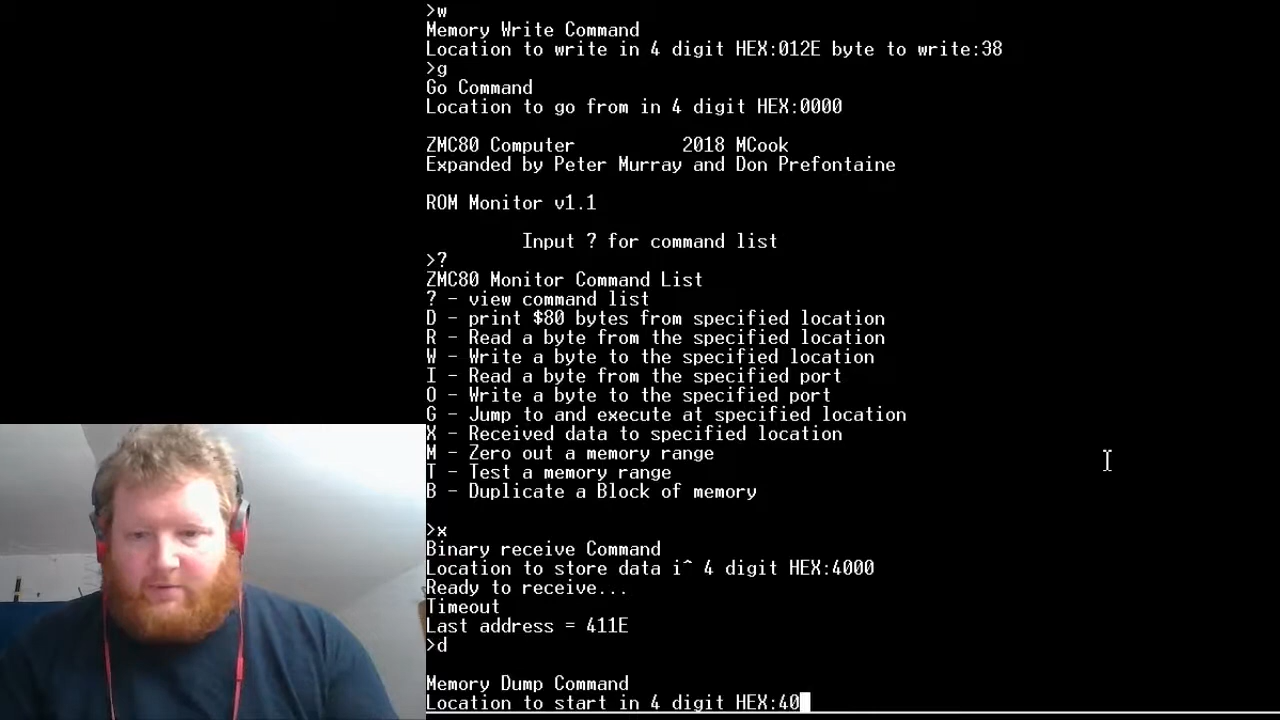 >w
Memory Write Command
Location to write in 4 digit HEX:012E byte to write:38
>g
Go Command
Location to go from in 4 digit HEX:0000
ZMC80 Computer 2018 MCook
Expanded by Peter Murray and Don Prefontaine
ROM Monitor v1.1
Input ? for command list
>?
ZMC80 Monitor Command List
? - view command list
D - print $80 bytes from specified location
R - Read a byte from the specified location
W - Write a byte to the specified location
I - Read a byte from the specified port
O - Write a byte to the specified port
G - Jump to and execute at specified location
X - Received data to specified location
M - Zero out a memory range
T - Test a memory range
B - Duplicate a Block of memory
>x
Binary receive Command
Location to store data i^ 4 digit HEX:4000
Ready to receive...
Timeout
Last address = 411E
>d
Memory Dump Command
Location to start in 4 digit HEX:40